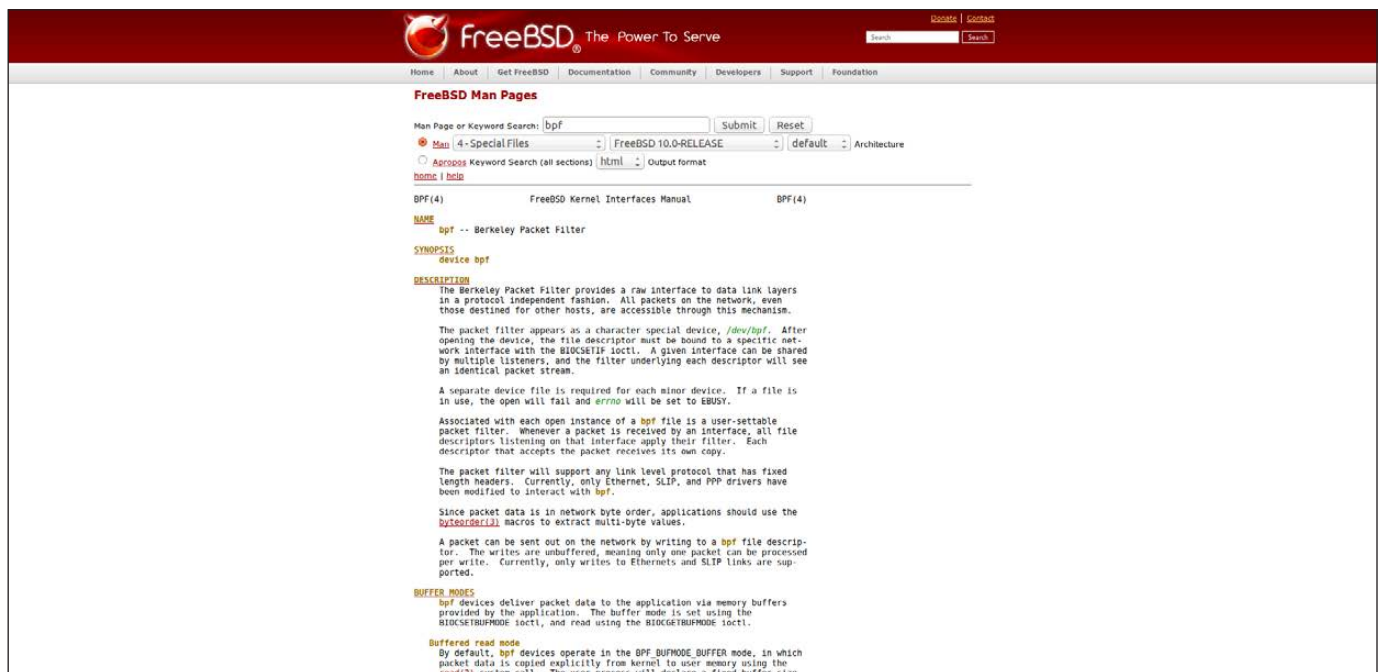 Donate | Contact
FreeBSD® The Power To Serve
Search Search
Home About Get FreeBSD Documentation Community Developers Support Foundation
FreeBSD Man Pages
Man Page or Keyword Search: bpf Submit Reset
Man 4 - Special Files FreeBSD 10.0-RELEASE default Architecture
Apropos Keyword Search (all sections) html Output format
home | help
BPF(4) FreeBSD Kernel Interfaces Manual BPF(4)
NAME
bpf -- Berkeley Packet Filter
SYNOPSIS
device bpf
DESCRIPTION
The Berkeley Packet Filter provides a raw interface to data link layers
in a protocol independent fashion. All packets on the network, even
those destined for other hosts, are accessible through this mechanism.
The packet filter appears as a character special device, /dev/bpf. After
opening the device, the file descriptor must be bound to a specific net-
work interface with the BIOCSETIF ioctl. A given interface can be shared
by multiple listeners, and the filter underlying each descriptor will see
an identical packet stream.
A separate device file is required for each minor device. If a file is
in use, the open will fail and errno will be set to EBUSY.
Associated with each open instance of a bpf file is a user-settable
packet filter. Whenever a packet is received by an interface, all file
descriptors listening on that interface apply their filter. Each
descriptor that accepts the packet receives its own copy.
The packet filter will support any link level protocol that has fixed
length headers. Currently, only Ethernet, SLIP, and PPP drivers have
been modified to interact with bpf.
Since packet data is in network byte order, applications should use the
byteorder(3) macros to extract multi-byte values.
A packet can be sent out on the network by writing to a bpf file descrip-
tor. The writes are unbuffered, meaning only one packet can be processed
per write. Currently, only writes to Ethernets and SLIP links are sup-
ported.
BUFFER MODES
bpf devices deliver packet data to the application via memory buffers
provided by the application. The buffer mode is set using the
BIOCSETBUFMODE ioctl, and read using the BIOCGETBUFMODE ioctl.
Buffered read mode
By default, bpf devices operate in the BPF_BUFMODE_BUFFER mode, in which
packet data is copied explicitly from kernel to user memory using the